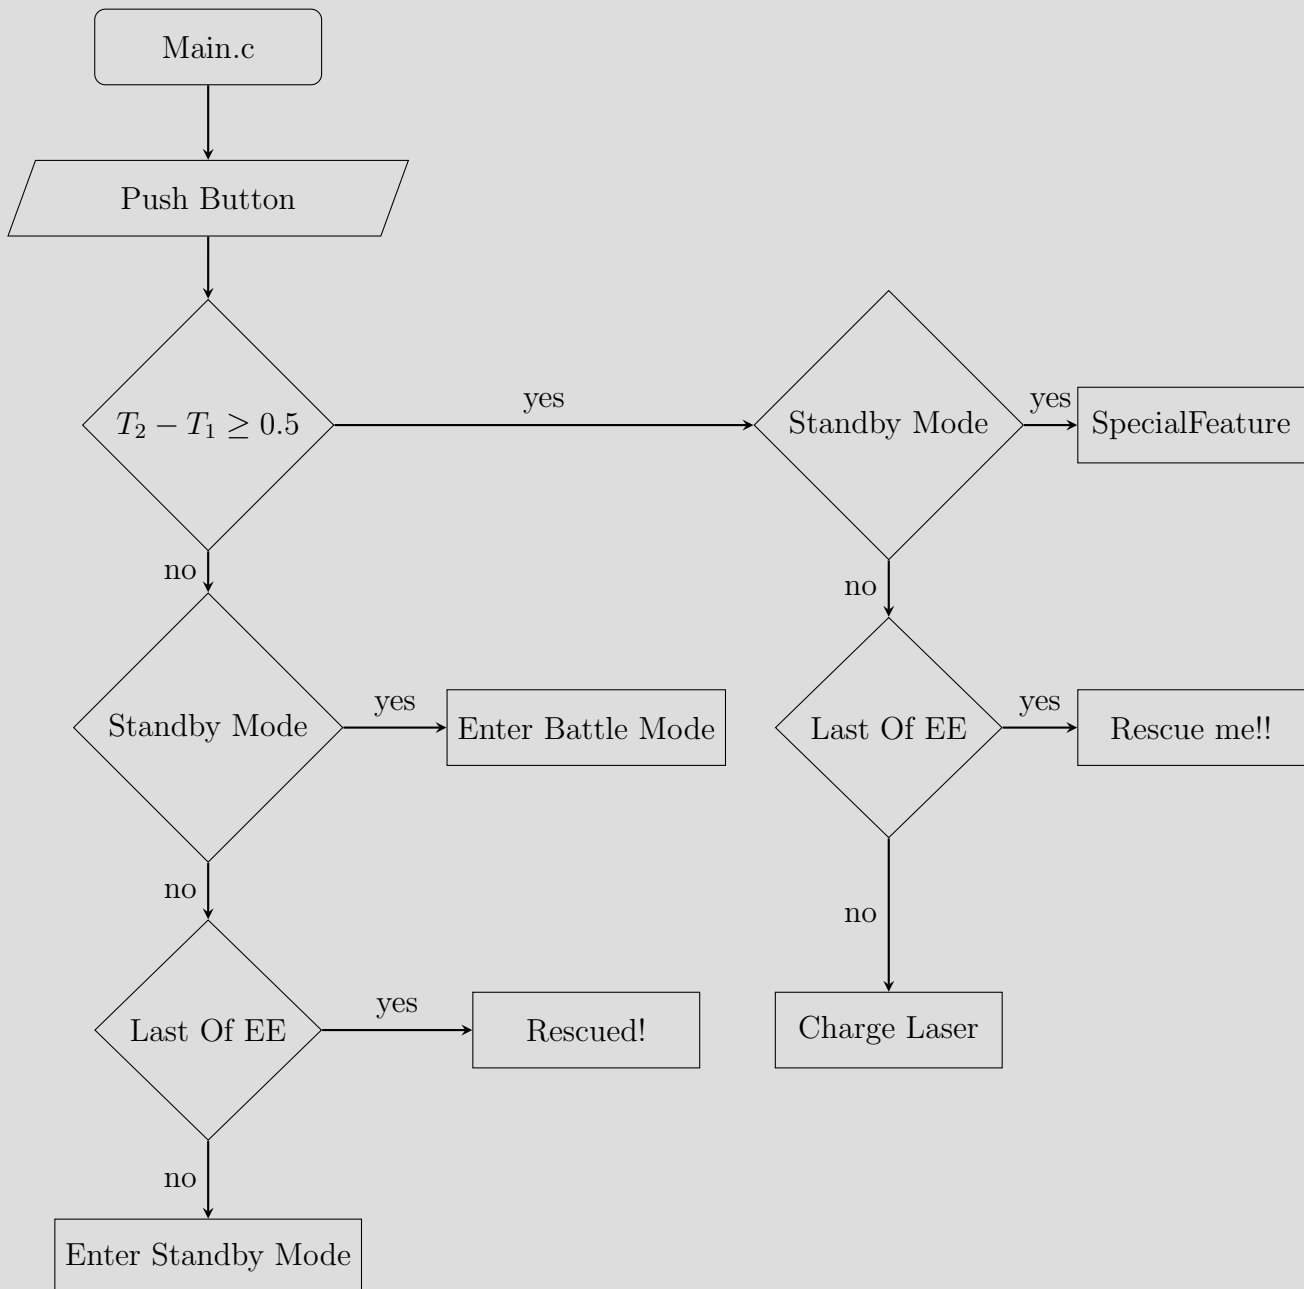 Main.c
Push Button
T₂ − T₁ ≥ 0.5
yes
Standby Mode
yes
SpecialFeature
no
no
Standby Mode
yes
Enter Battle Mode
Last Of EE
yes
Rescue me!!
no
no
Last Of EE
yes
Rescued!
Charge Laser
no
Enter Standby Mode